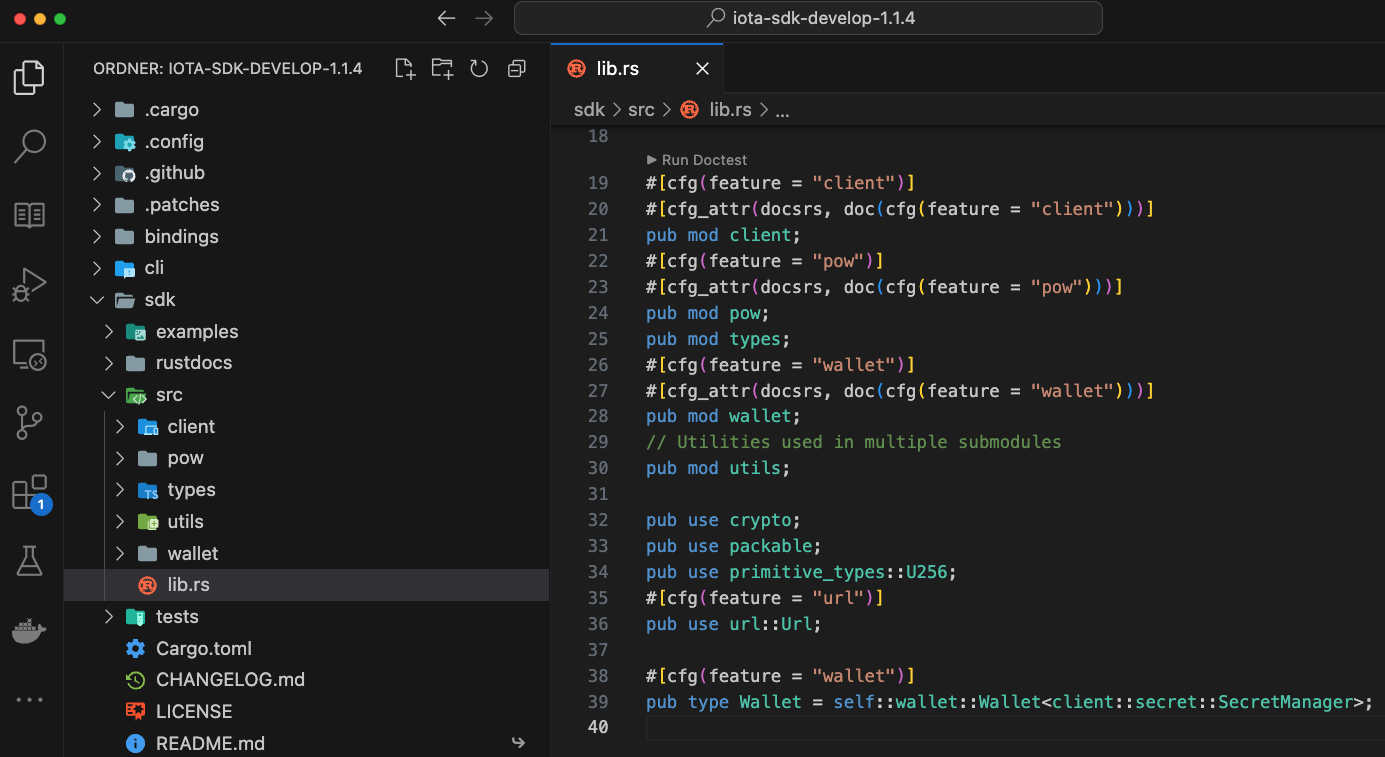 iota-sdk-develop-1.1.4
ORDNER: IOTA-SDK-DEVELOP-1.1.4
.cargo
.config
.github
.patches
bindings
cli
sdk
examples
rustdocs
src
client
pow
TS types
utils
wallet
lib.rs
tests
Cargo.toml
CHANGELOG.md
LICENSE
README.md
1
lib.rs
sdk > src > lib.rs > ...
18
Run Doctest
19 #[cfg(feature = "client")]
20 #[cfg_attr(docsrs, doc(cfg(feature = "client")))]
21 pub mod client;
22 #[cfg(feature = "pow")]
23 #[cfg_attr(docsrs, doc(cfg(feature = "pow")))]
24 pub mod pow;
25 pub mod types;
26 #[cfg(feature = "wallet")]
27 #[cfg_attr(docsrs, doc(cfg(feature = "wallet")))]
28 pub mod wallet;
29 // Utilities used in multiple submodules
30 pub mod utils;
31
32 pub use crypto;
33 pub use packable;
34 pub use primitive_types::U256;
35 #[cfg(feature = "url")]
36 pub use url::Url;
37
38 #[cfg(feature = "wallet")]
39 pub type Wallet = self::wallet::Wallet<client::secret::SecretManager>;
40